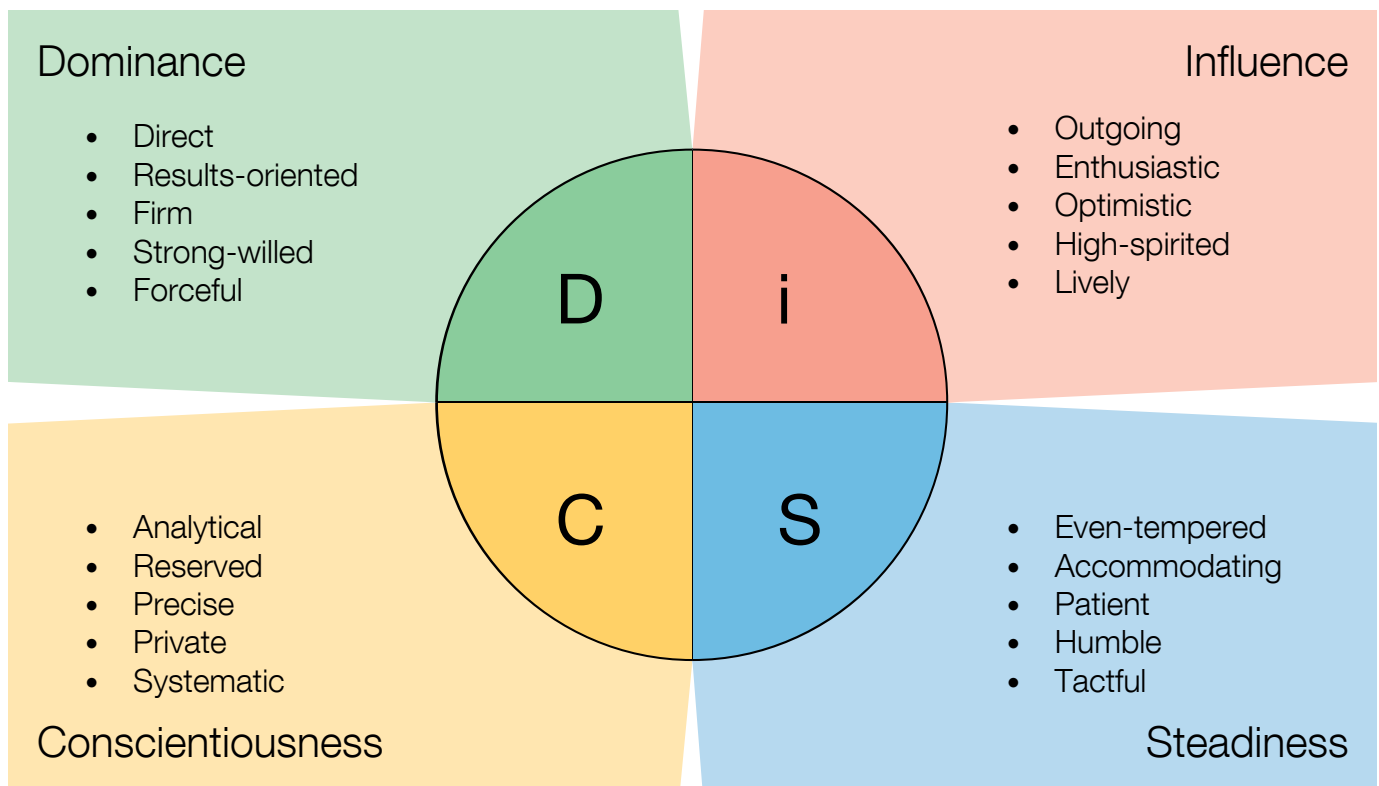 Dominance
• Direct
• Results-oriented
• Firm
• Strong-willed
• Forceful
Influence
• Outgoing
• Enthusiastic
• Optimistic
• High-spirited
• Lively
D
i
C
S
• Analytical
• Reserved
• Precise
• Private
• Systematic
Conscientiousness
• Even-tempered
• Accommodating
• Patient
• Humble
• Tactful
Steadiness